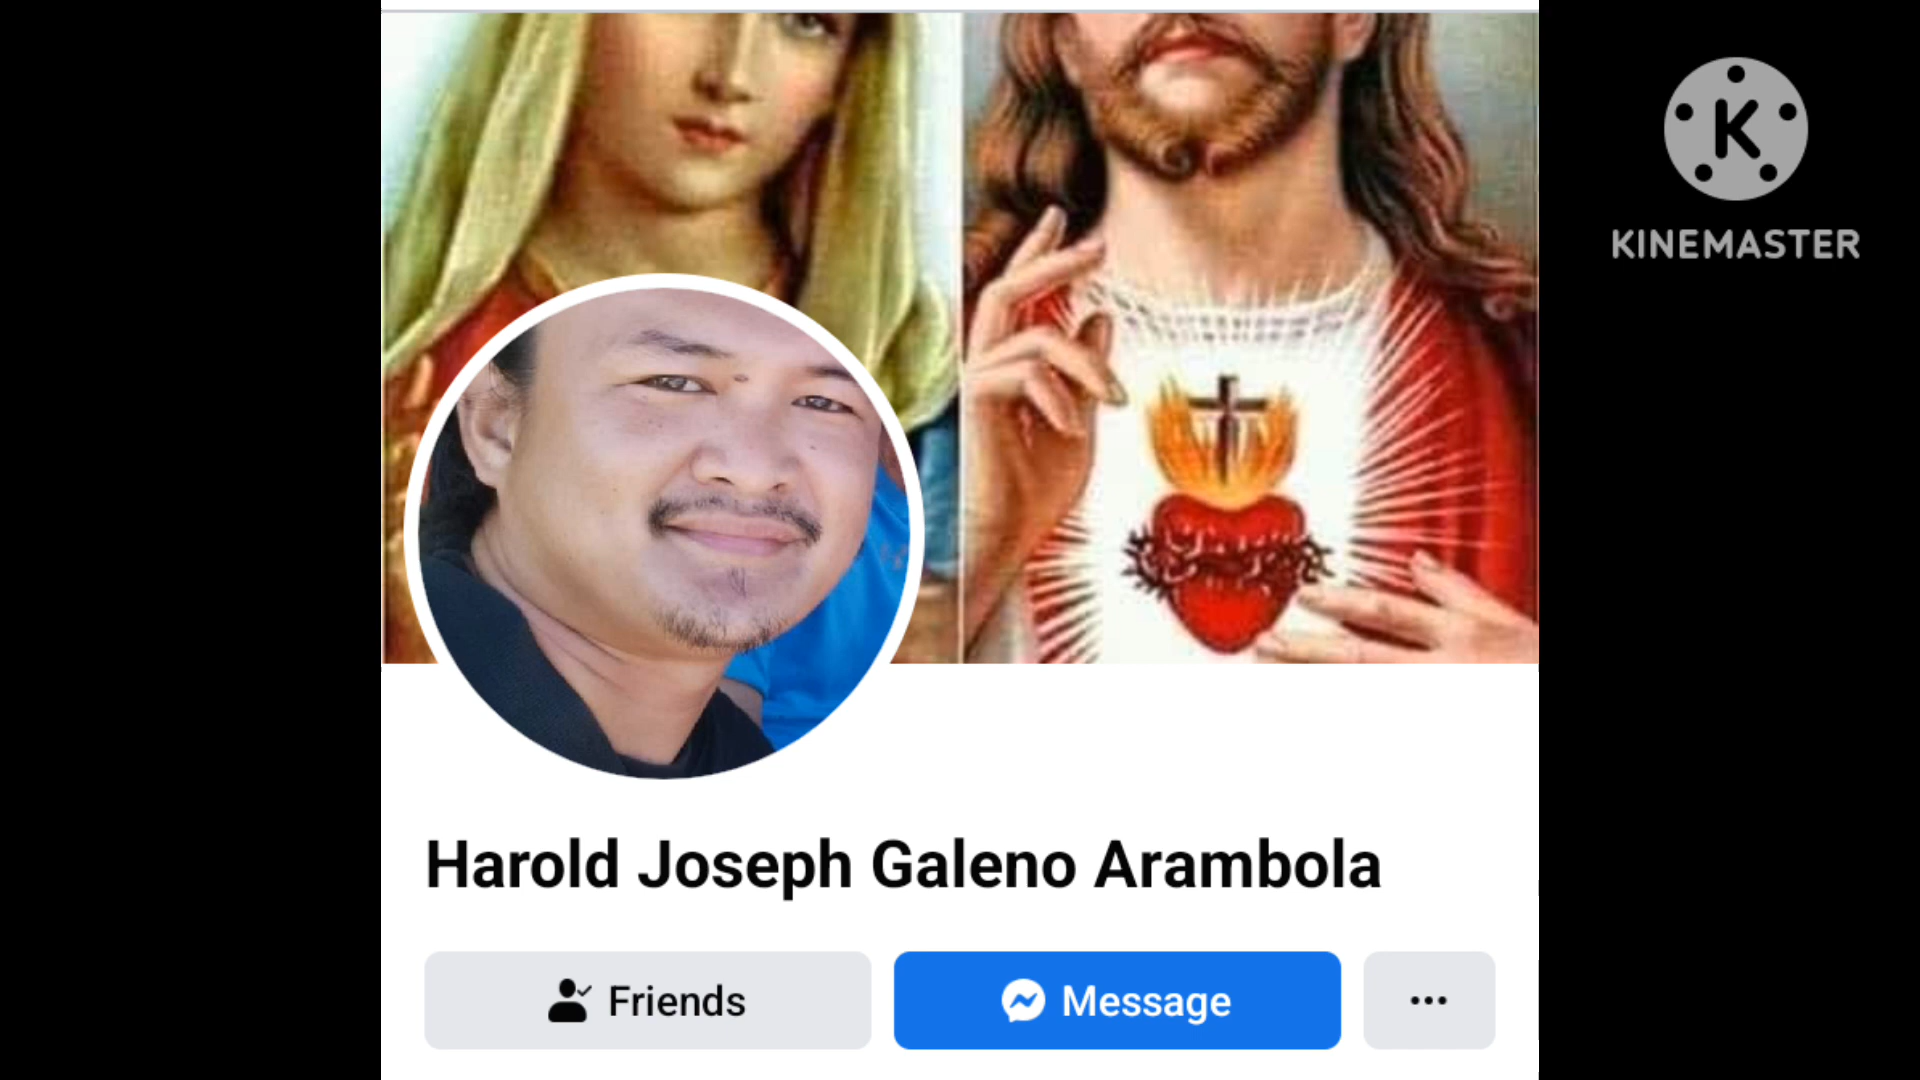 K
KINEMASTER
Harold Joseph Galeno Arambola
Friends
Message